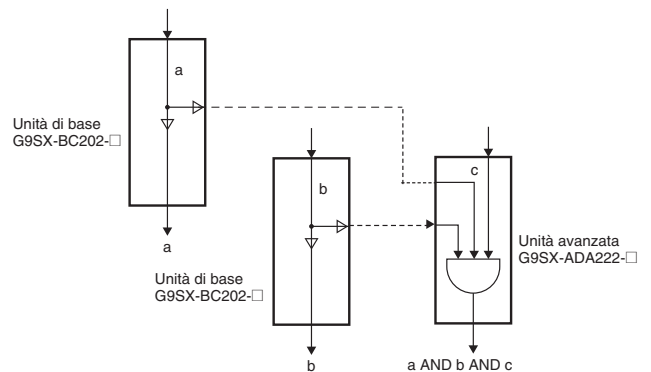 a
Unità di base
G9SX-BC202-□
a
b
Unità di base
G9SX-BC202-□
b
c
Unità avanzata
G9SX-ADA222-□
a AND b AND c